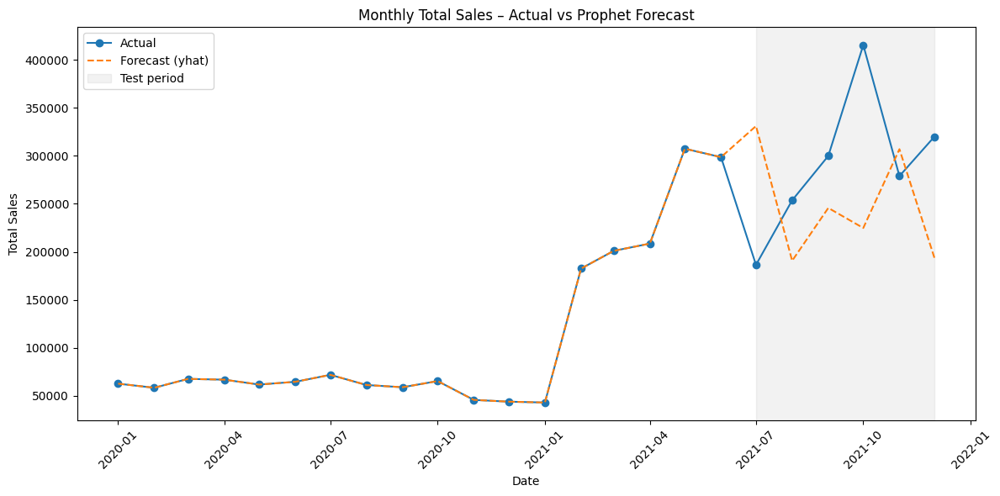 Monthly Total Sales – Actual vs Prophet Forecast
Actual
Forecast (yhat)
Test period
Total Sales
400000
350000
300000
250000
200000
150000
100000
50000
2020-01
2020-04
2020-07
2020-10
2021-01
2021-04
2021-07
2021-10
2022-01
Date